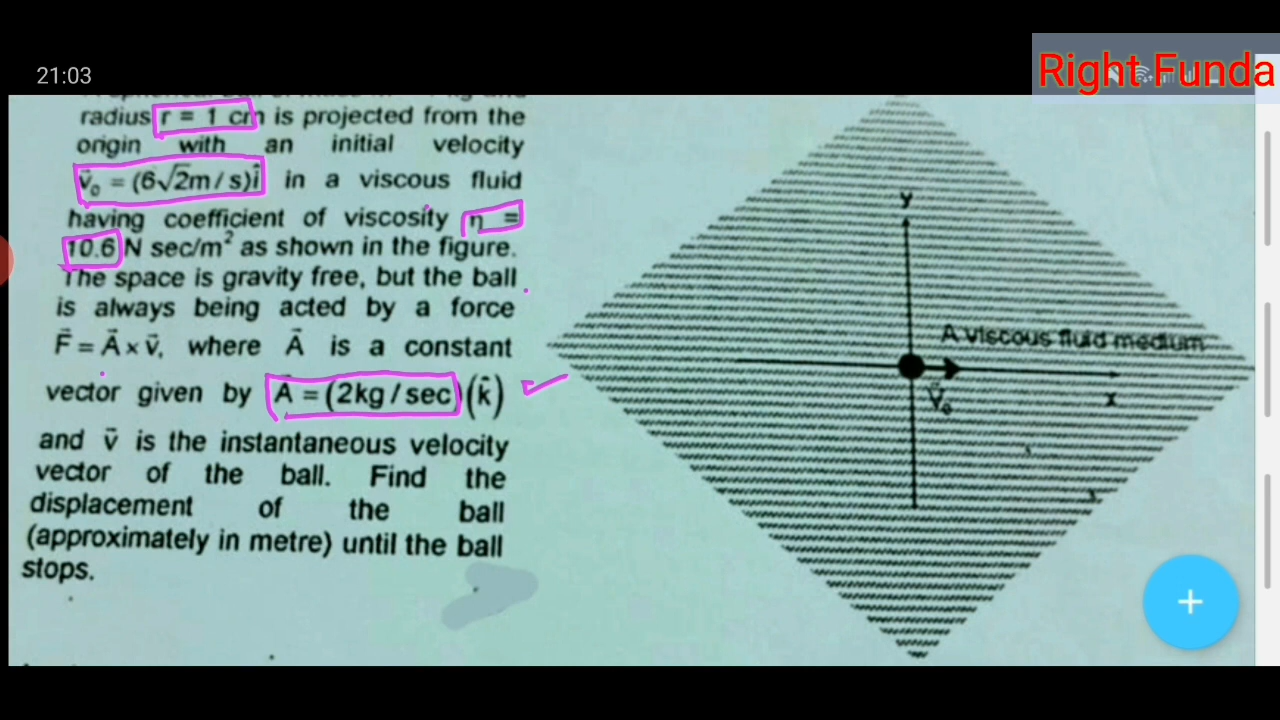 21:03
Right Funda
radius r = 1 cm is projected from the
origin with an initial velocity
v⃗₀ = (6√2m/s)î in a viscous fluid
having coefficient of viscosity η =
10.6 N sec/m² as shown in the figure.
The space is gravity free, but the ball
is always being acted by a force
F⃗ = A⃗ × v⃗, where A⃗ is a constant
vector given by A⃗ = (2kg/sec)(k̂)
and v⃗ is the instantaneous velocity
vector of the ball. Find the
displacement of the ball
(approximately in metre) until the ball
stops.
y
A viscous fluid medium
v⃗₀
x
+